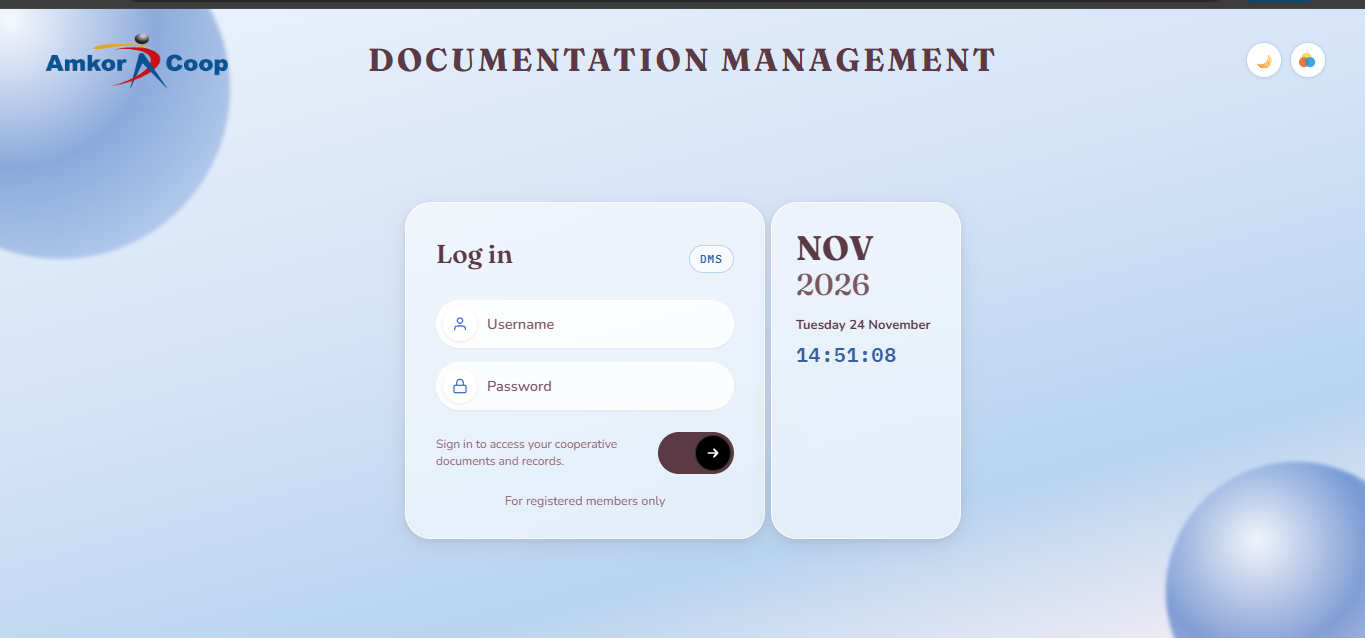 Amkor Coop
DOCUMENTATION MANAGEMENT
Log in
DMS
Username
Password
Sign in to access your cooperative
documents and records.
For registered members only
NOV
2026
Tuesday 24 November
14:51:08